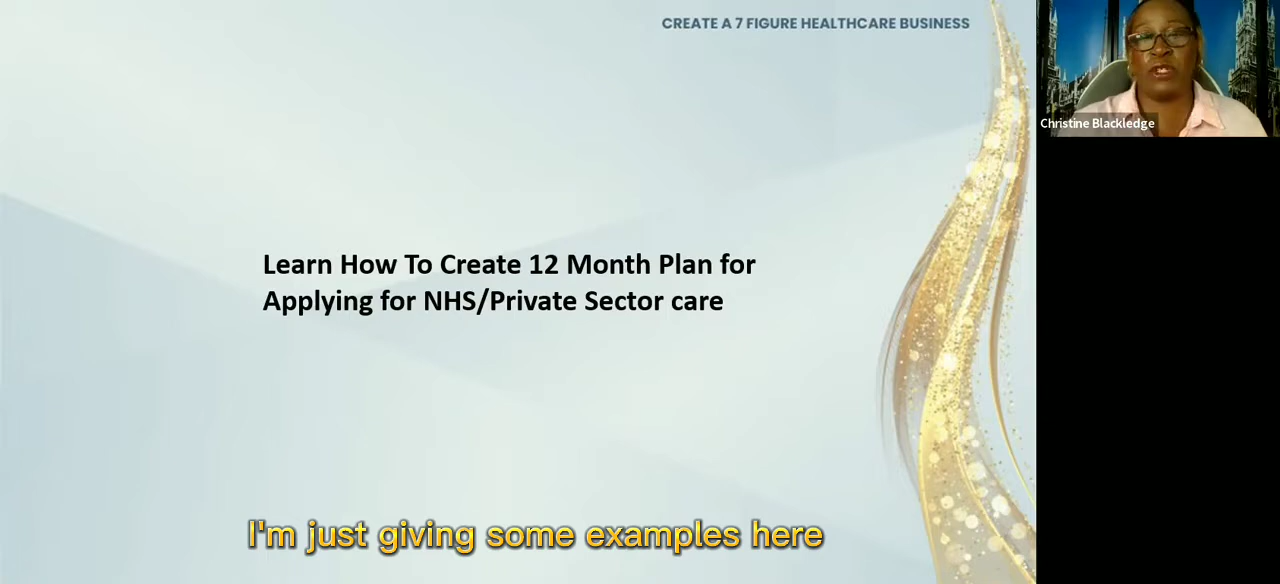 CREATE A 7 FIGURE HEALTHCARE BUSINESS
Christine Blackledge
Learn How To Create 12 Month Plan for
Applying for NHS/Private Sector care
I'm just giving some examples here